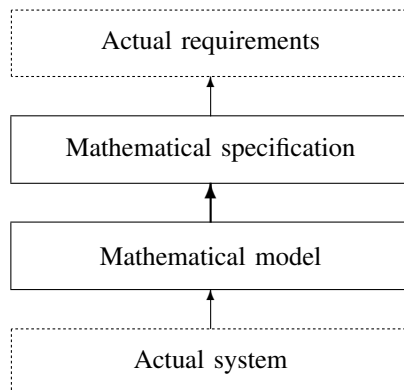 Actual requirements
Mathematical specification
Mathematical model
Actual system